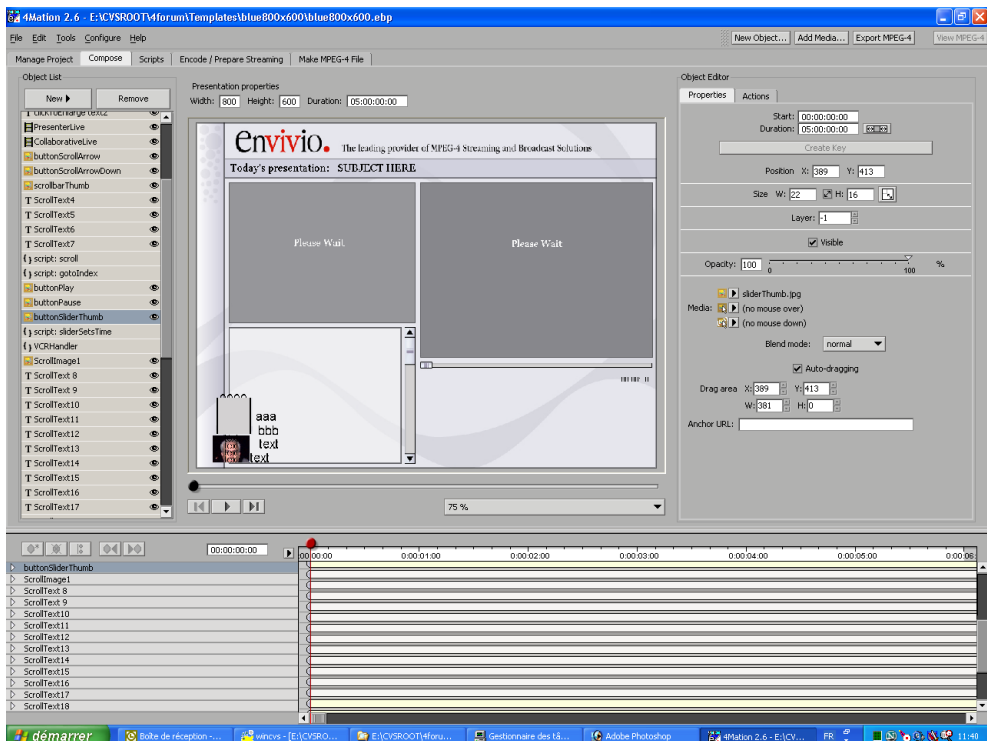 4Mation 2.6 - E:\CVSROOT\4forum\Templates\blue800x600\blue800x600.ebp
File Edit Tools Configure Help
New Object... Add Media... Export MPEG-4 View MPEG-4
Manage Project Compose Scripts Encode / Prepare Streaming Make MPEG-4 File
Object List
New Remove
T clickToEnlarge text2
PresenterLive
CollaborativeLive
buttonScrollArrow
buttonScrollArrowDown
scrollbarThumb
T ScrollText4
T ScrollText5
T ScrollText6
T ScrollText7
{} script: scroll
{} script: gotoIndex
buttonPlay
buttonPause
buttonSliderThumb
{} script: sliderSetsTime
{} VCRHandler
ScrollImage1
T ScrollText 8
T ScrollText 9
T ScrollText10
T ScrollText11
T ScrollText12
T ScrollText13
T ScrollText14
T ScrollText15
T ScrollText16
T ScrollText17
Presentation properties
Width: 800 Height: 600 Duration: 05:00:00:00
envivio. The leading provider of MPEG-4 Streaming and Broadcast Solutions
Today's presentation: SUBJECT HERE
Please Wait
Please Wait
aaa
bbb
text
text
75 %
Object Editor
Properties Actions
Start: 00:00:00:00
Duration: 05:00:00:00
Create Key
Position X: 389 Y: 413
Size W: 22 H: 16
Layer: -1
Visible
Opacity: 100 0 100 %
sliderThumb.jpg
Media: (no mouse over)
(no mouse down)
Blend mode: normal
Auto-dragging
Drag area X: 389 Y: 413
W: 381 H: 0
Anchor URL:
00:00:00:00
00:00:00 0:00:01:00 0:00:02:00 0:00:03:00 0:00:04:00 0:00:05:00 0:00:06:
buttonSliderThumb
ScrollImage1
ScrollText 8
ScrollText 9
ScrollText10
ScrollText11
ScrollText12
ScrollText13
ScrollText14
ScrollText15
ScrollText16
ScrollText17
ScrollText18
démarrer Boîte de réception -... wincvs - [E:\CVSRO... E:\CVSROOT\4foru... Gestionnaire des tâ... Adobe Photoshop 4Mation 2.6 - E:\CV... FR 11:40